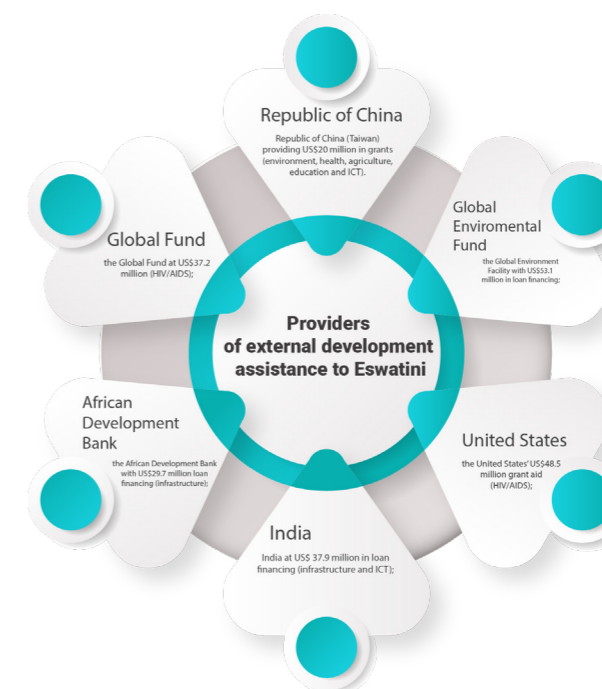 Republic of China
Republic of China (Taiwan)
providing US$20 million in grants
(environment, health, agriculture,
education and ICT).
Global
Enviromental
Fund
the Global Environment
Facility with US$53.1
million in loan financing;
Global Fund
the Global Fund at US$37.2
million (HIV/AIDS);
Providers
of external development
assistance to Eswatini
African
Development
Bank
the African Development Bank
with US$29.7 million loan
financing (infrastructure);
United States
the United States' US$48.5
million grant aid
(HIV/AIDS);
India
India at US$ 37.9 million in loan
financing (infrastructure and ICT);